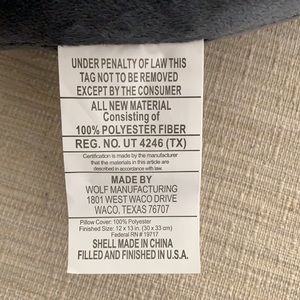 UNDER PENALTY OF LAW THIS
TAG NOT TO BE REMOVED
EXCEPT BY THE CONSUMER
ALL NEW MATERIAL
Consisting of
100% POLYESTER FIBER
REG. NO. UT 4246 (TX)
Certification is made by the manufacturer
that the materials in this article are
described in accordance with law.
MADE BY
WOLF MANUFACTURING
1801 WEST WACO DRIVE
WACO, TEXAS 76707
Pillow Cover: 100% Polyester
Finished Size: 12 x 13 in. (30 x 33 cm)
Federal RN # 19717
SHELL MADE IN CHINA
FILLED AND FINISHED IN U.S.A.